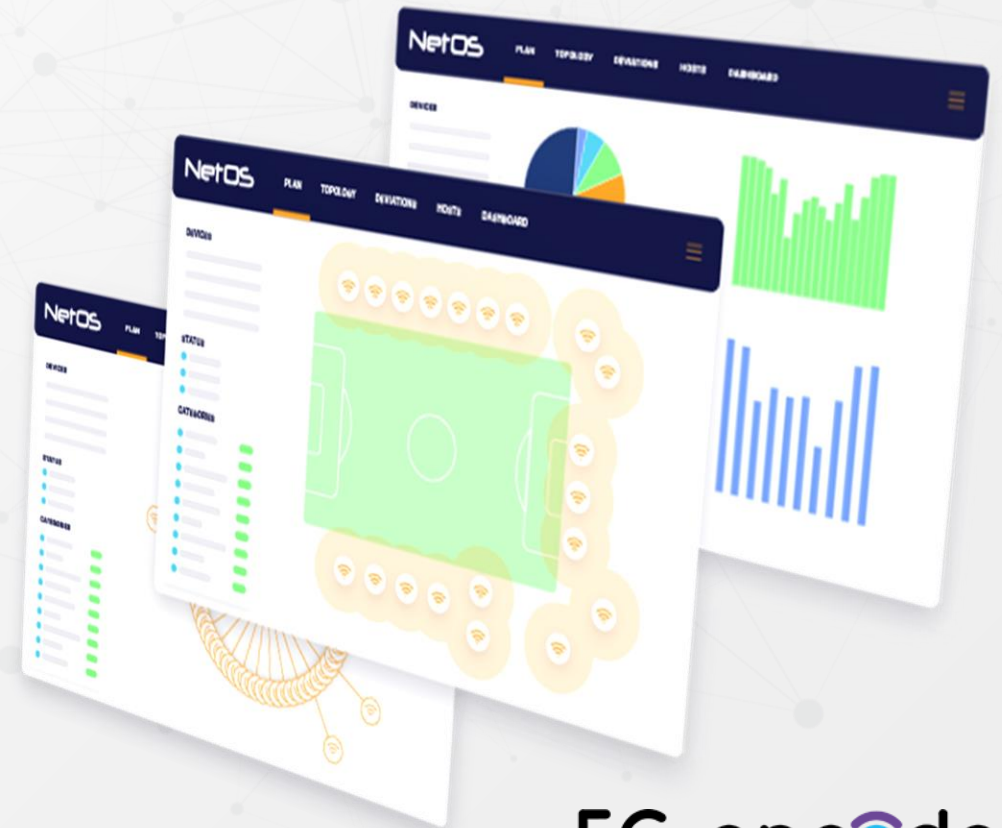 NetOS PLAN TOPOLOGY DEVIATIONS HOSTS DASHBOARD
DEVICES
NetOS PLAN TOPOLOGY DEVIATIONS HOSTS DASHBOARD
DEVICES
STATUS
CATEGORIES
NetOS PLAN TOP
DEVICES
STATUS
CATEGORIES